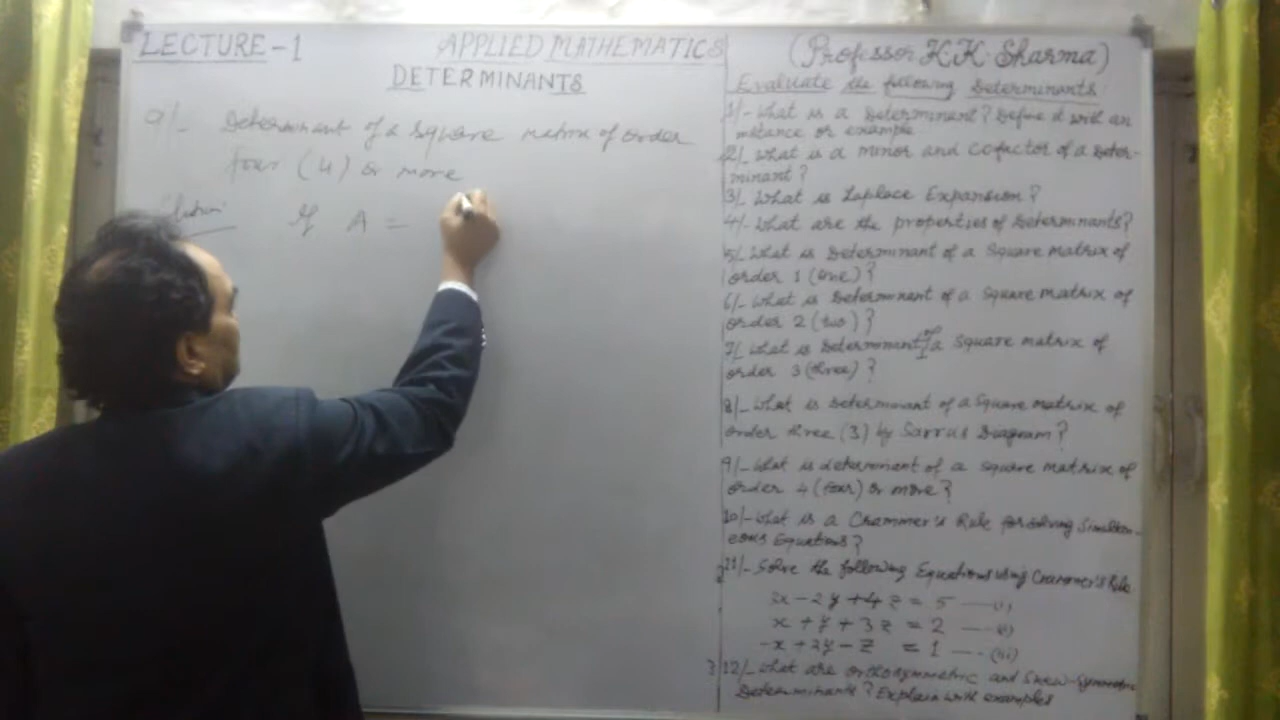 LECTURE-1
APPLIED MATHEMATICS
(Professor K.K. Sharma)
DETERMINANTS
9/- Determinant of a square matrix of order
four (4) or more
If A =
Evaluate the following Determinants:
1/- What is a Determinant? Define it with an
instance or example
2/- What is a minor and cofactor of a Deter-
minant?
3/- What is Laplace Expansion?
4/- What are the properties of Determinants?
5/- What is Determinant of a square matrix of
order 1 (one)?
6/- What is Determinant of a square matrix of
order 2 (two)?
7/- What is Determinant of a square matrix of
order 3 (three)?
8/- What is determinant of a square matrix of
order three (3) by Sarrus Diagram?
9/- What is determinant of a square matrix of
order 4 (four) or more?
10/- What is a Crammer's Rule for solving Simultan-
eous Equations?
11/- Solve the following Equations using Crammer's Rule
3x - 2y + 4z = 5 — (i)
x + y + 3z = 2 — (ii)
-x + 2y - z = 1 — (iii)
12/- What are orthosymmetric and Skew-Symmetric
Determinants? Explain with examples